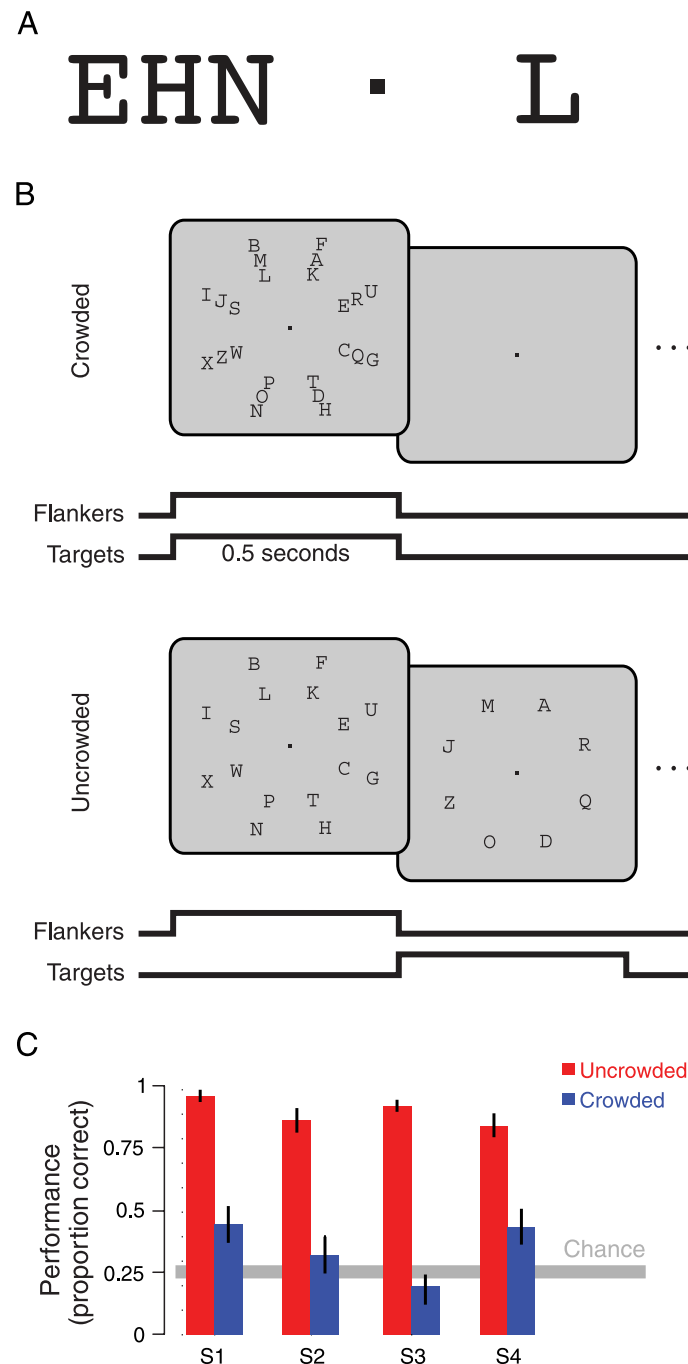 A
EHN · L
B
Crowded
B F
M A
L K
I J S E R U
X Z W C Q G
P T
O D
N H
. . .
Flankers
Targets 0.5 seconds
Uncrowded
B F
L K
I S E U
X W C G
P T
N H
M A
J R
Z Q
O D
. . .
Flankers
Targets
C
Performance
(proportion correct)
1
0.75
0.5
0.25
0
Uncrowded
Crowded
Chance
S1 S2 S3 S4